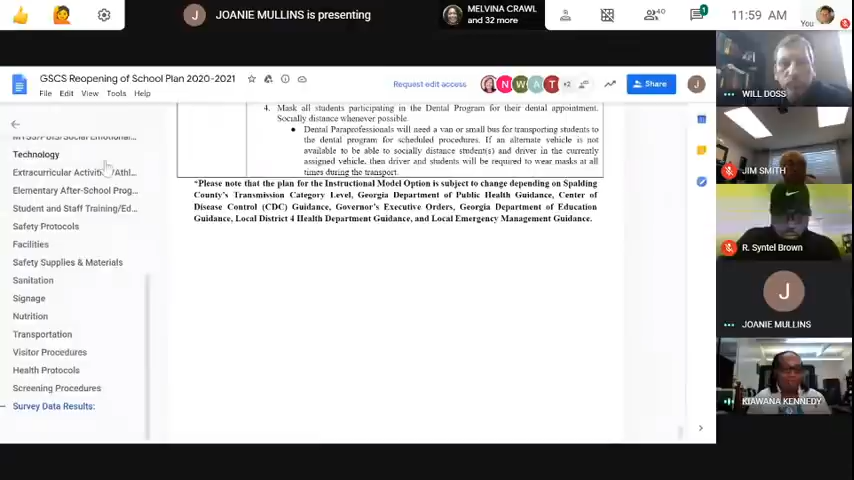 JOANIE MULLINS is presenting
J
MELVINA CRAWL
and 32 more
40
1
11:59 AM
You
GSCS Reopening of School Plan 2020-2021
File Edit View Tools Help
Request edit access
N W A T +2
Share
J
Technology
Extracurricular Activities/Athl...
Elementary After-School Prog...
Student and Staff Training/Ed...
Safety Protocols
Facilities
Safety Supplies & Materials
Sanitation
Signage
Nutrition
Transportation
Visitor Procedures
Health Protocols
Screening Procedures
Survey Data Results:
4. Mask all students participating in the Dental Program for their dental appointment.
Socially distance whenever possible.
● Dental Paraprofessionals will need a van or small bus for transporting students to
the dental program for scheduled procedures. If an alternate vehicle is not
available to be able to socially distance student(s) and driver in the currently
assigned vehicle, then driver and students will be required to wear masks at all
times during the transport.
*Please note that the plan for the Instructional Model Option is subject to change depending on Spalding
County's Transmission Category Level, Georgia Department of Public Health Guidance, Center of
Disease Control (CDC) Guidance, Governor's Executive Orders, Georgia Department of Education
Guidance, Local District 4 Health Department Guidance, and Local Emergency Management Guidance.
WILL DOSS
JIM SMITH
R. Syntel Brown
J
JOANIE MULLINS
KIAWANA KENNEDY